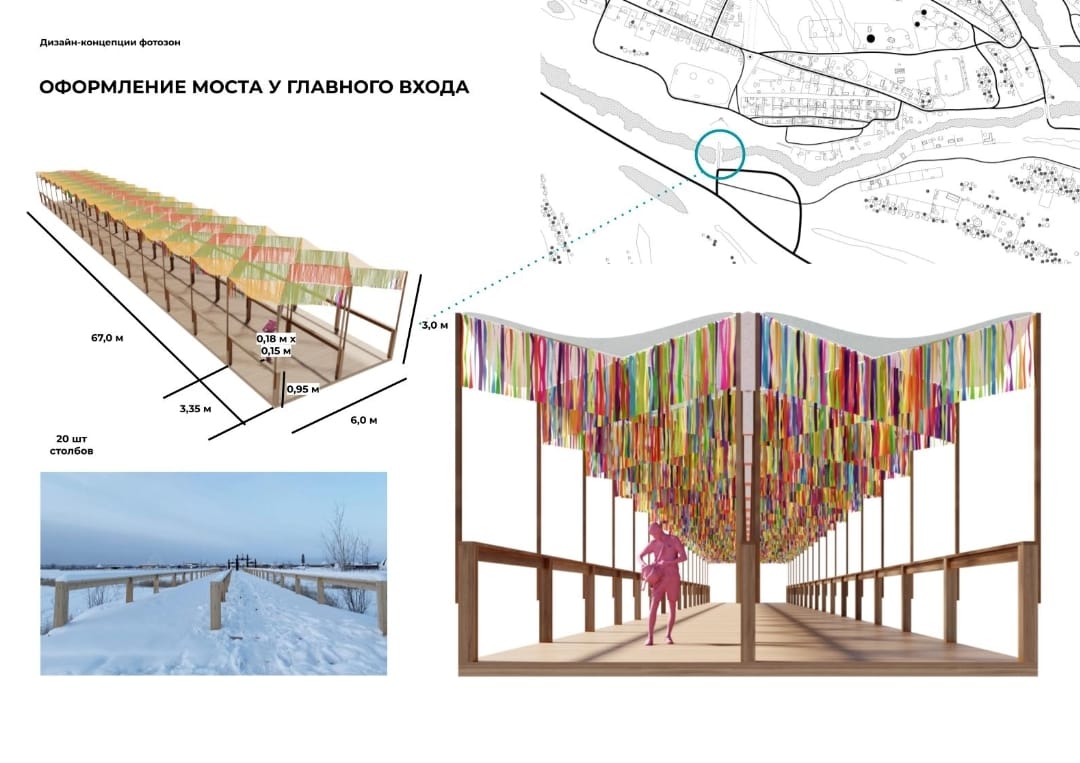 Дизайн-концепции фотозон
ОФОРМЛЕНИЕ МОСТА У ГЛАВНОГО ВХОДА
3,0 м
67,0 м
0,18 м х
0,15 м
0,95 м
3,35 м
6,0 м
20 шт
столбов